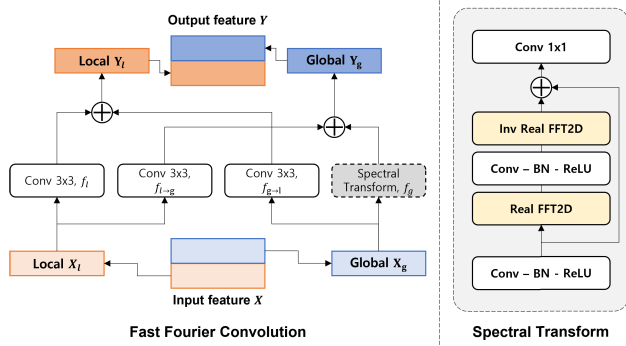 Output feature Y
Local Y_l
Global Y_g
Conv 3x3, f_l
Conv 3x3,
f_l→g
Conv 3x3,
f_g→l
Spectral
Transform, f_g
Local X_l
Global X_g
Input feature X
Fast Fourier Convolution
Conv 1x1
Inv Real FFT2D
Conv – BN - ReLU
Real FFT2D
Conv – BN - ReLU
Spectral Transform